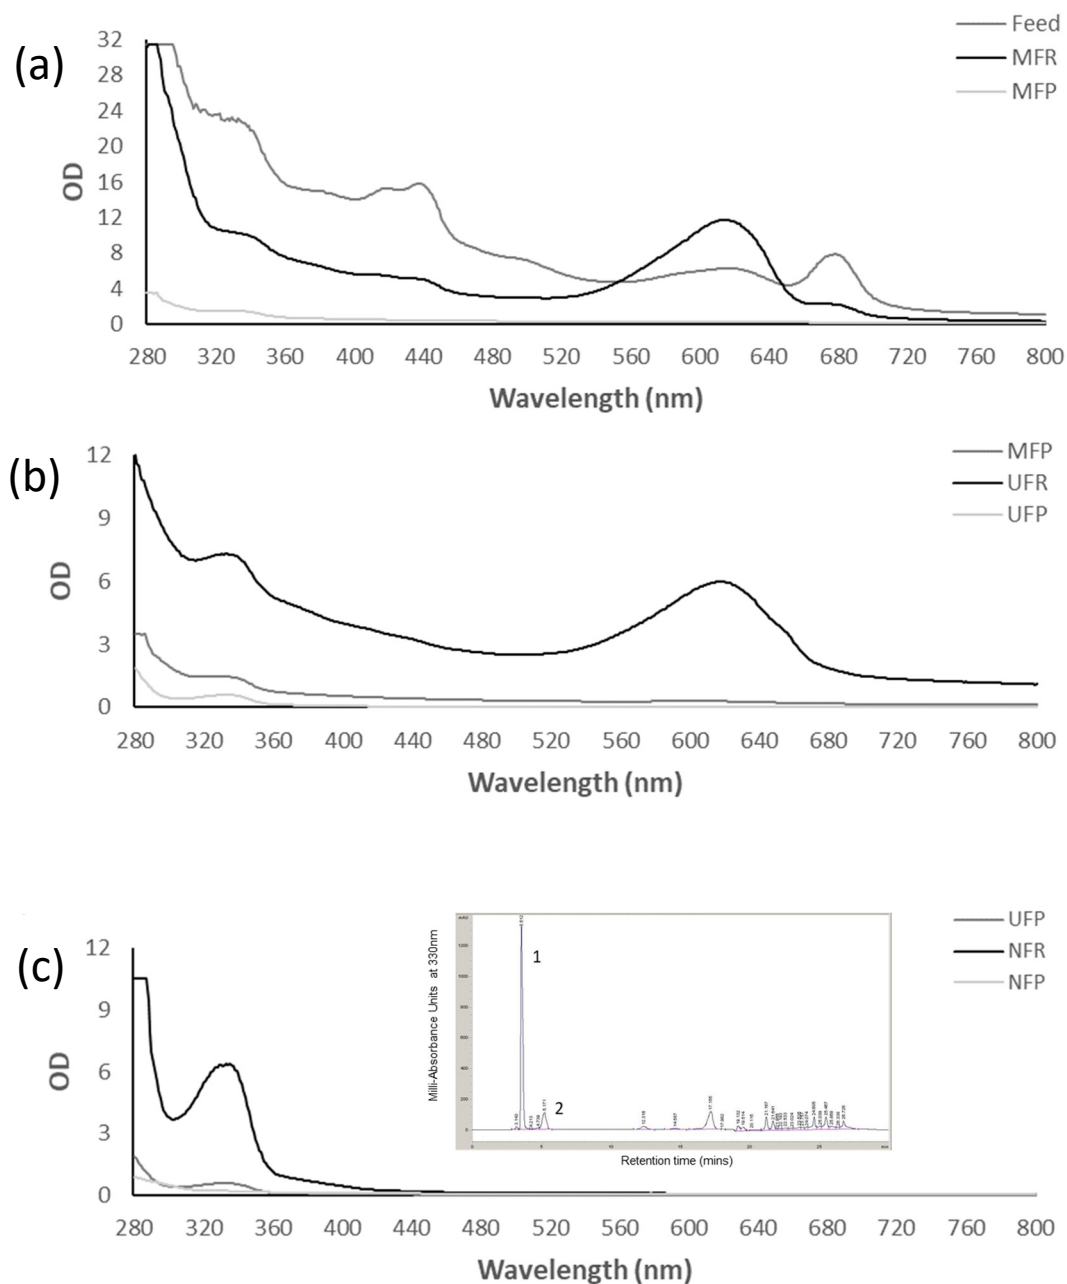 (a)
OD
32
28
24
20
16
12
8
4
0
280 320 360 400 440 480 520 560 600 640 680 720 760 800
Wavelength (nm)
Feed
MFR
MFP
(b)
OD
12
9
6
3
0
280 320 360 400 440 480 520 560 600 640 680 720 760 800
Wavelength (nm)
MFP
UFR
UFP
(c)
OD
12
9
6
3
0
280 320 360 400 440 480 520 560 600 640 680 720 760 800
Wavelength (nm)
UFP
NFR
NFP
Milli-Absorbance Units at 330nm
1
2
Retention time (mins)